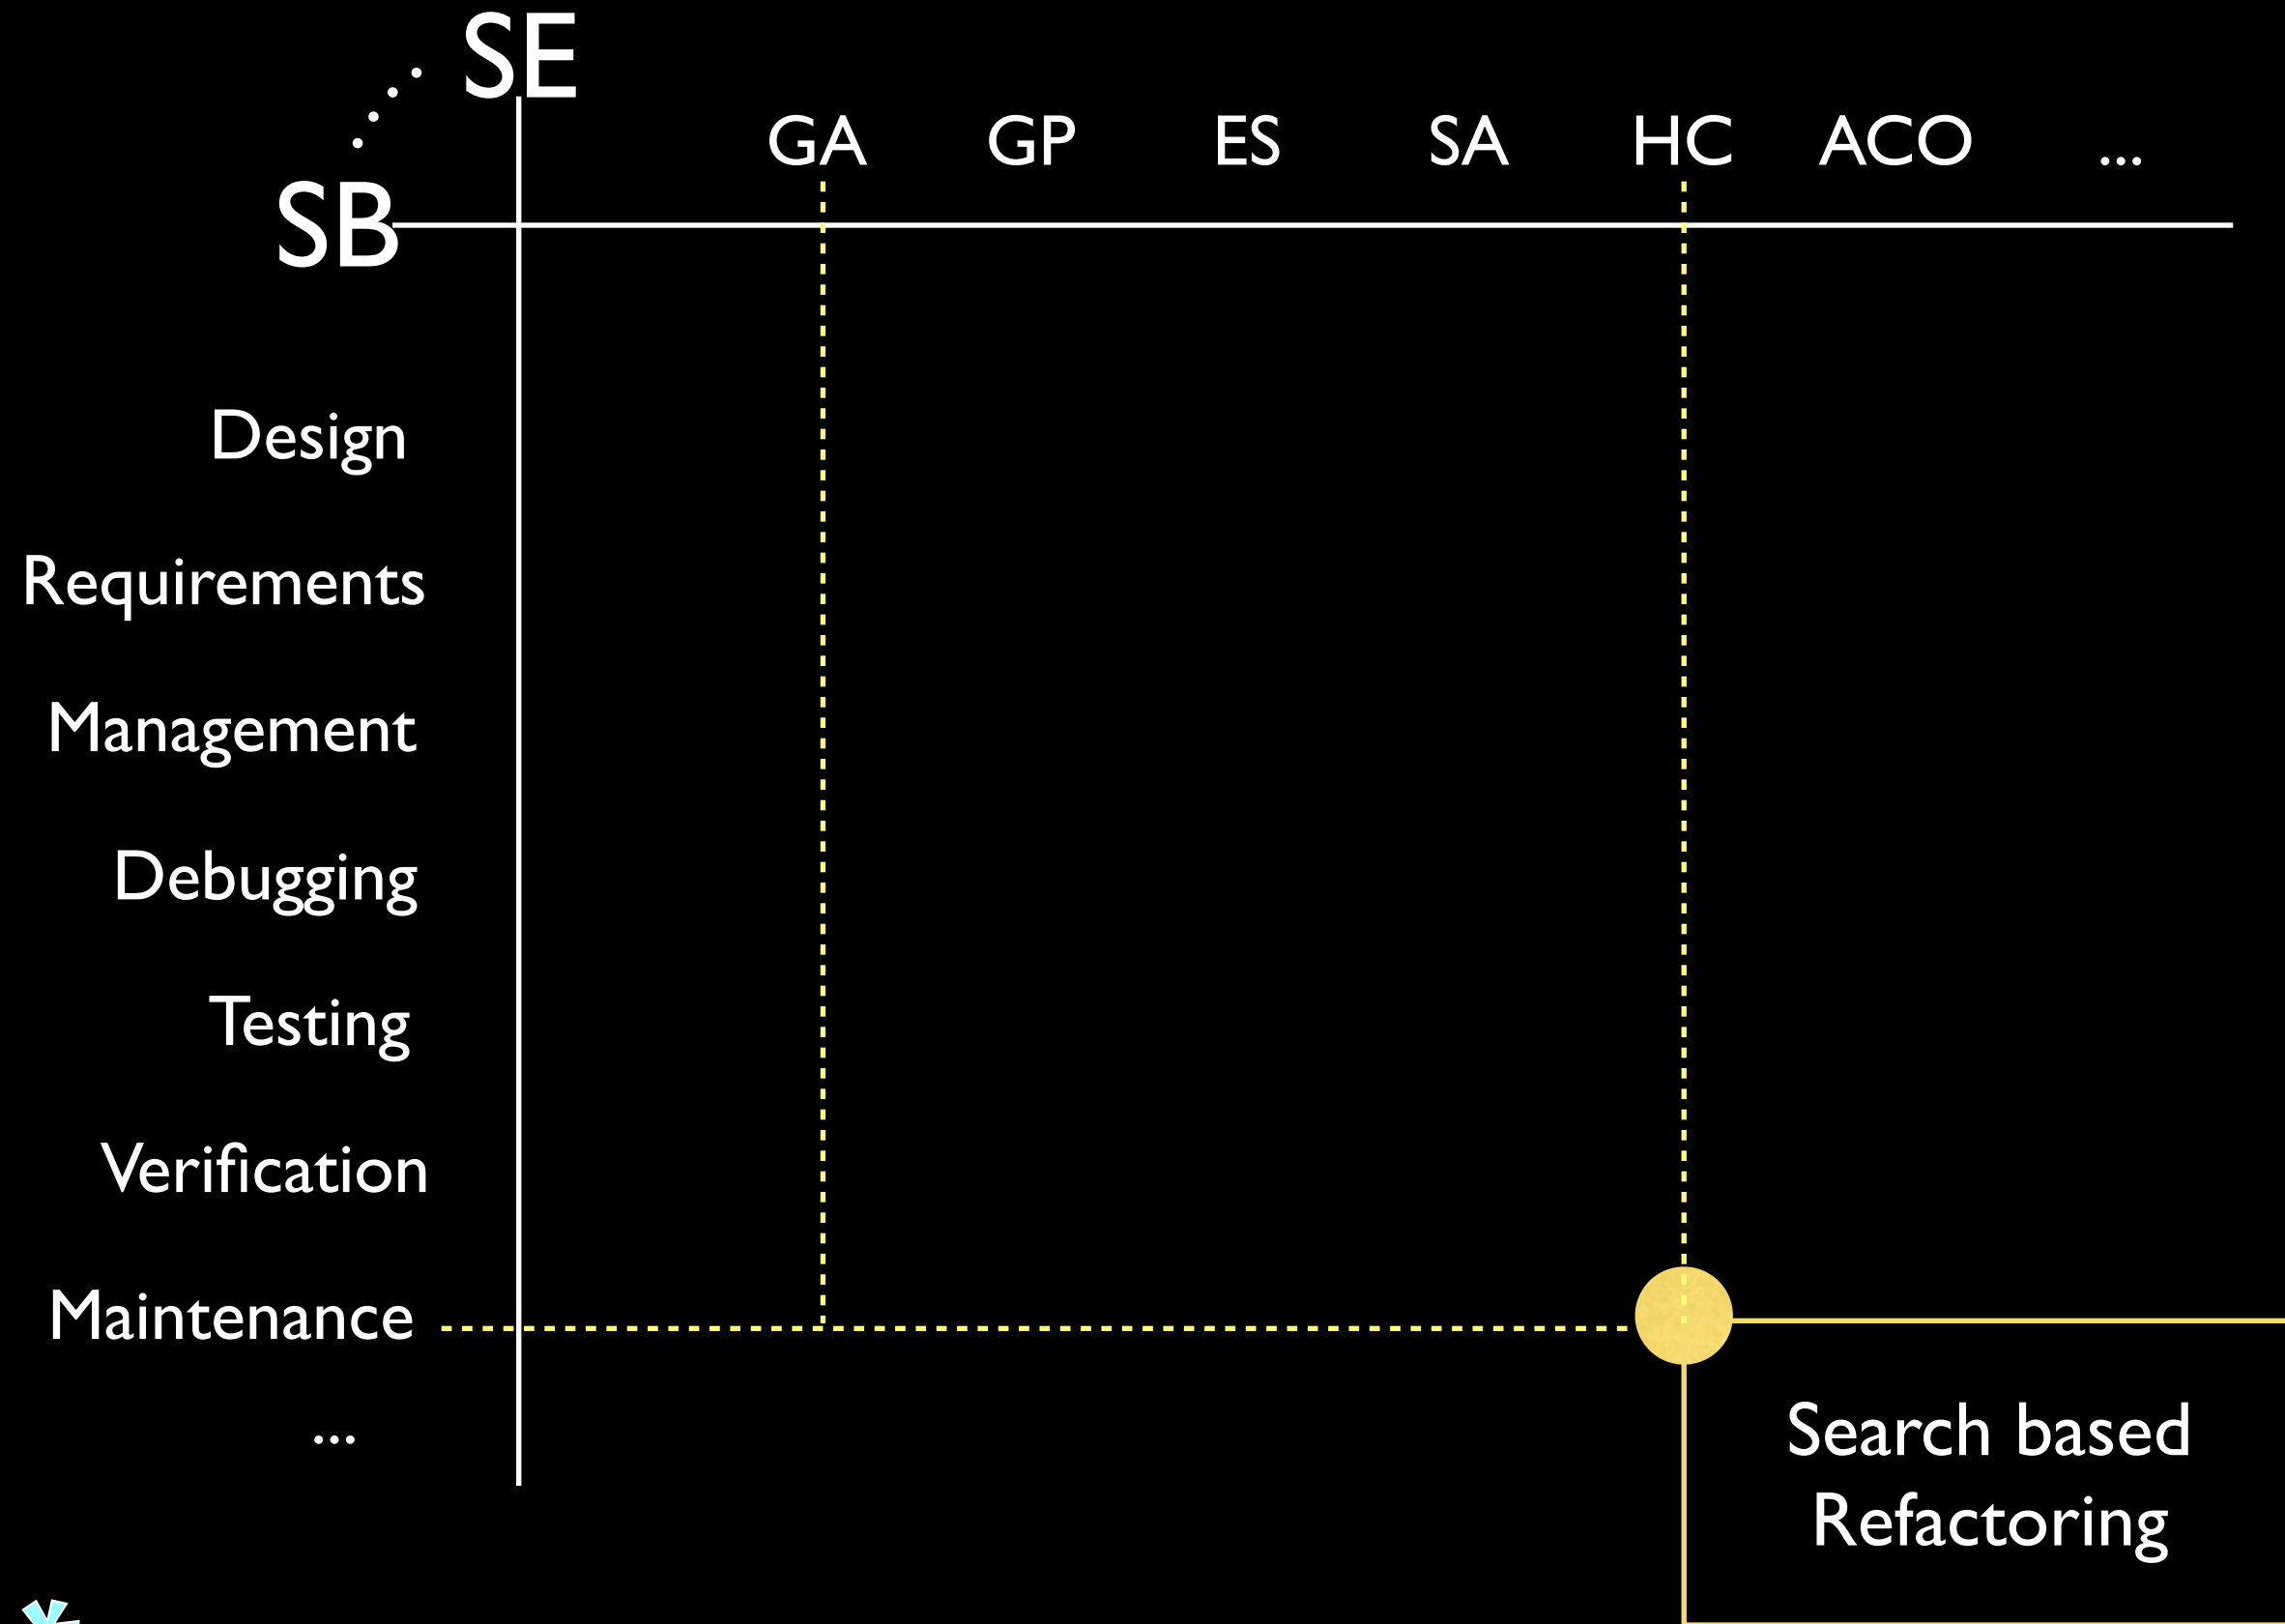 SE
SB
GA GP ES SA HC ACO ...
Design
Requirements
Management
Debugging
Testing
Verification
Maintenance
...
Search based
Refactoring
*